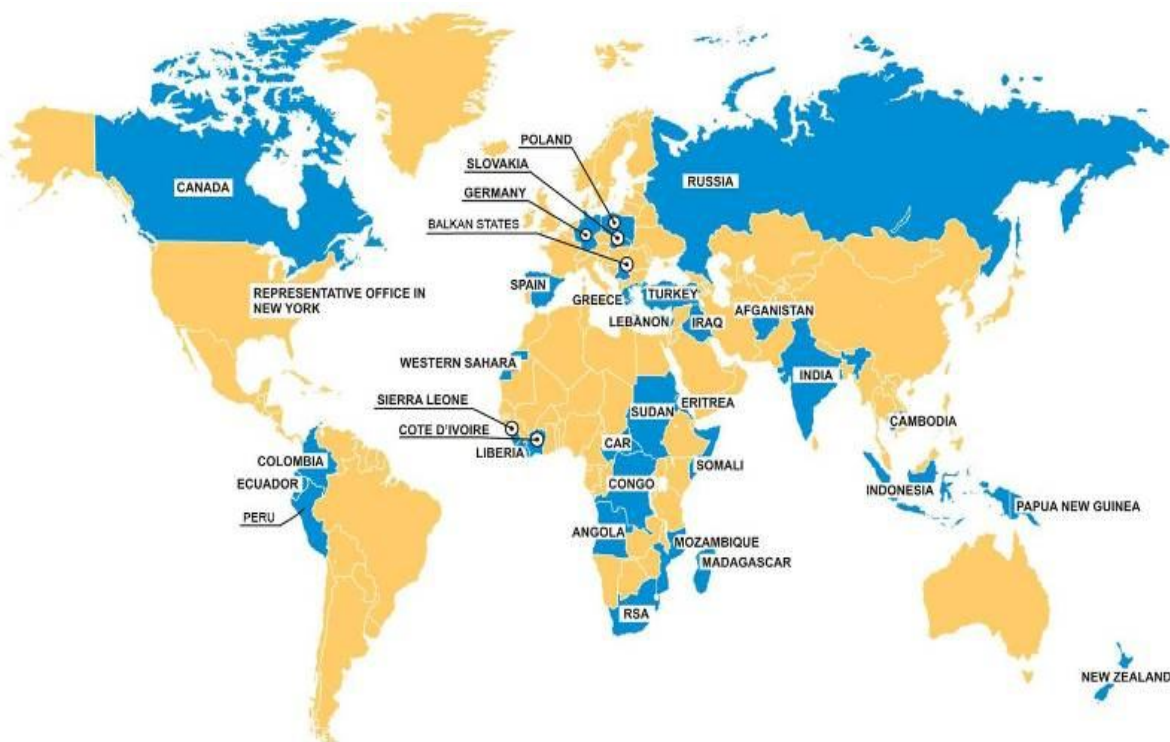 POLAND
SLOVAKIA
CANADA
RUSSIA
GERMANY
BALKAN STATES
SPAIN
REPRESENTATIVE OFFICE IN
NEW YORK
GREECE
TURKEY
AFGANISTAN
LEBÀNON
IRAQ
WESTERN SAHARA
INDIA
SIERRA LEONE
ERITREA
SUDAN
COTE D'IVOIRE
CAMBODIA
CAR
LIBERIA
COLOMBIA
SOMALI
ECUADOR
CONGO
INDONESIA
PERU
PAPUA NEW GUINEA
ANGOLA
MOZAMBIQUE
MADAGASCAR
RSA
NEW ZEALAND